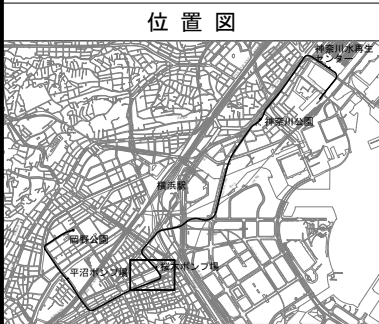 位置図
神奈川水再生
センター
神奈川公園
横浜駅
岡野公園
平沼ポンプ場
桜木ポンプ場